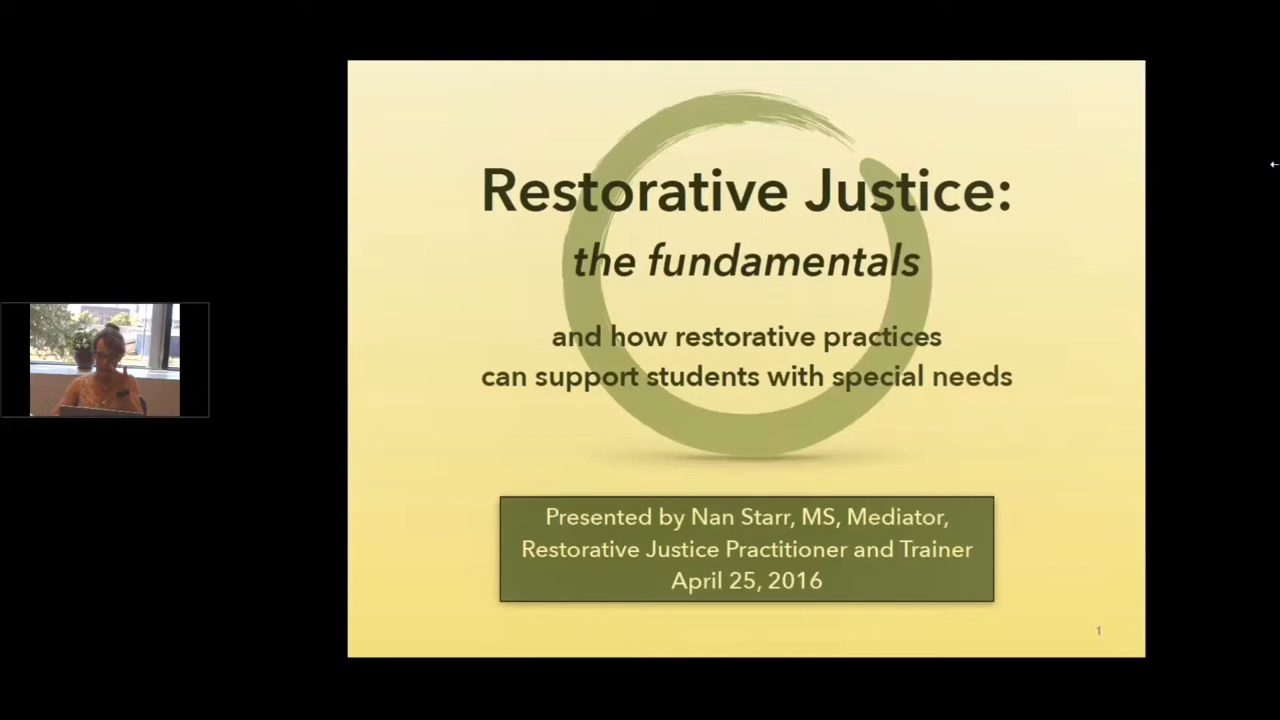 Restorative Justice:
the fundamentals
and how restorative practices
can support students with special needs
Presented by Nan Starr, MS, Mediator,
Restorative Justice Practitioner and Trainer
April 25, 2016
1